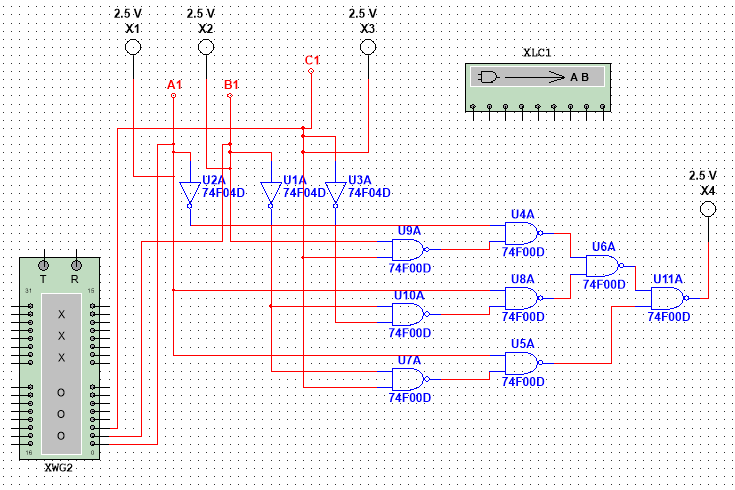 2.5 V
X1
2.5 V
X2
2.5 V
X3
C1
A1
B1
XLC1
A B
U2A
74F04D
U1A
74F04D
U3A
74F04D
2.5 V
X4
U4A
74F00D
U9A
74F00D
U6A
74F00D
U8A
74F00D
U11A
74F00D
U10A
74F00D
U5A
74F00D
U7A
74F00D
T R
31 15
X
X
X
O
O
O
16 0
XWG2